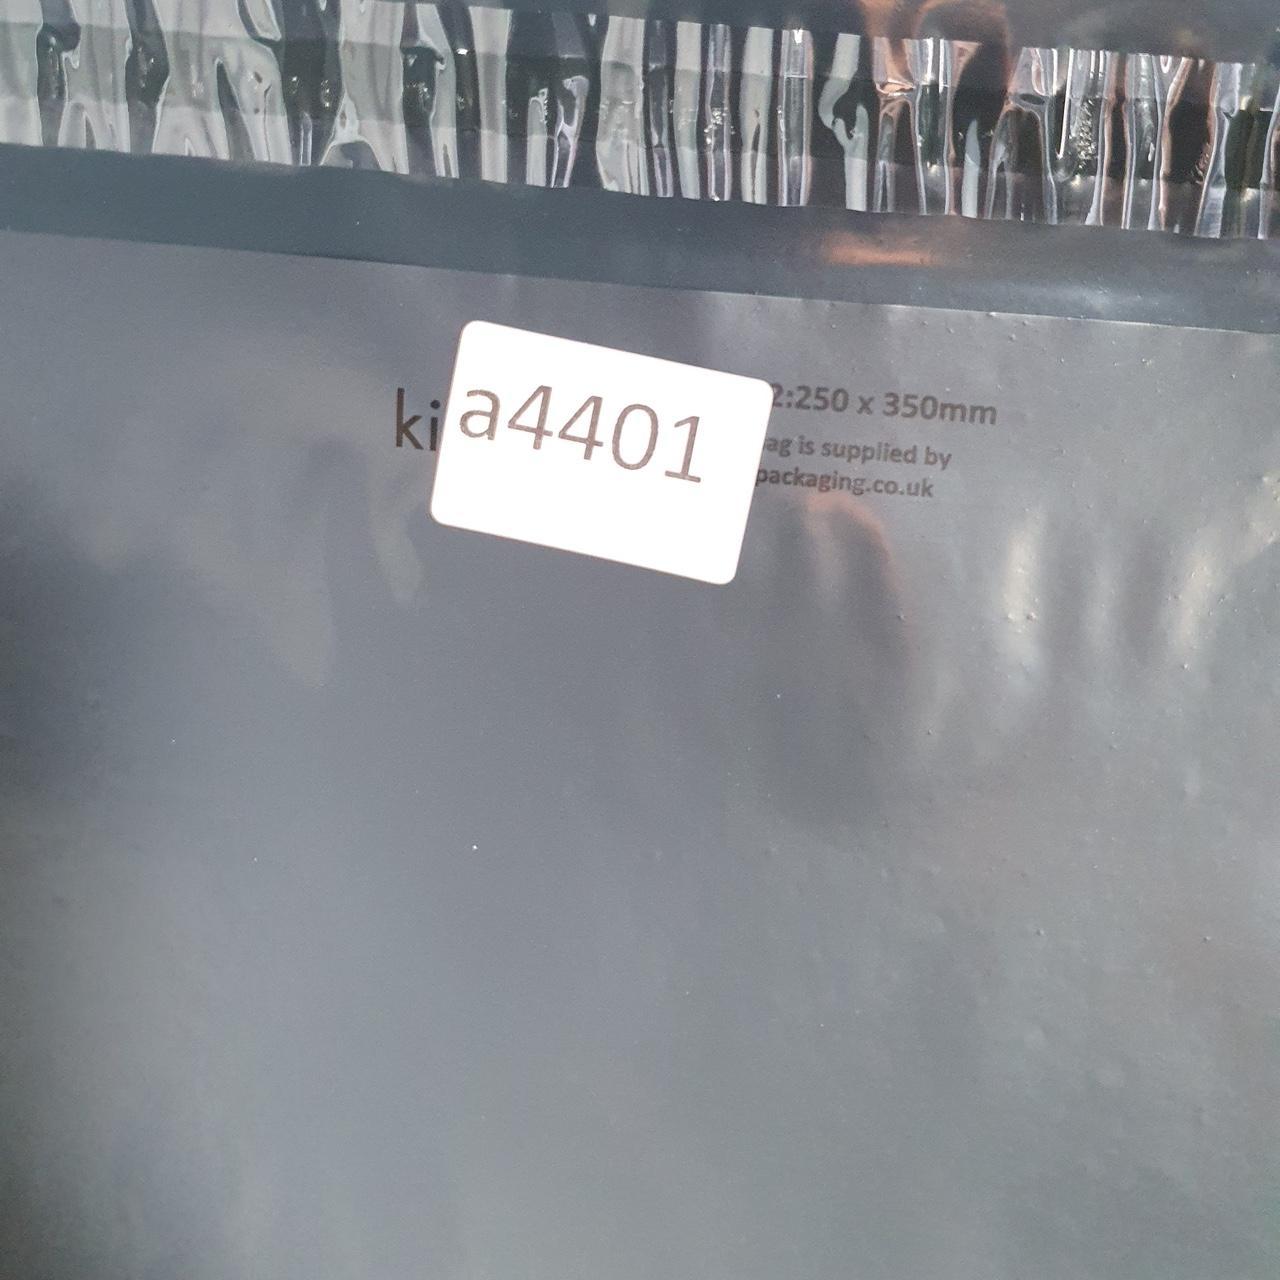 ki
a4401
2:250 x 350mm
ag is supplied by
packaging.co.uk